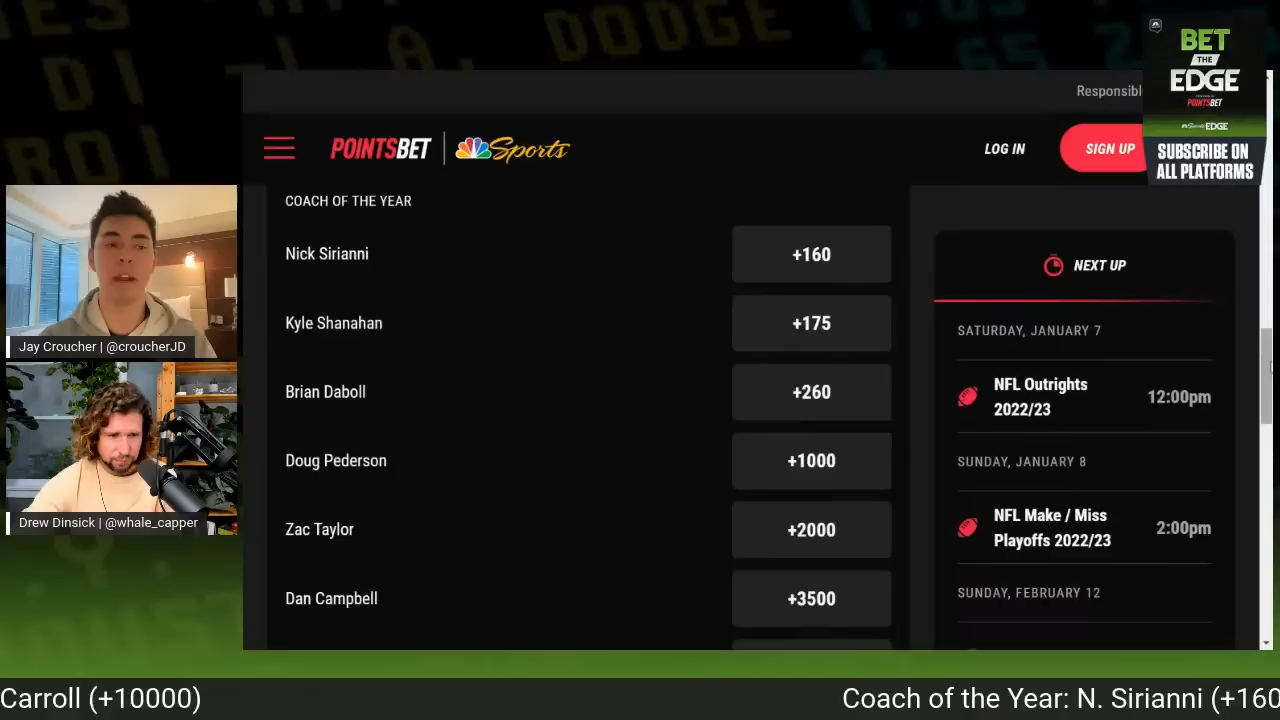 DODGE
Responsibl
BET
THE
EDGE
POINTSBET
EDGE
SUBSCRIBE ON
ALL PLATFORMS
POINTSBET
Sports
LOG IN
SIGN UP
COACH OF THE YEAR
Nick Sirianni
+160
Kyle Shanahan
+175
Brian Daboll
+260
Doug Pederson
+1000
Zac Taylor
+2000
Dan Campbell
+3500
NEXT UP
SATURDAY, JANUARY 7
NFL Outrights
2022/23
12:00pm
SUNDAY, JANUARY 8
NFL Make / Miss
Playoffs 2022/23
2:00pm
SUNDAY, FEBRUARY 12
Jay Croucher | @croucherJD
Drew Dinsick | @whale_capper
Carroll (+10000)
Coach of the Year: N. Sirianni (+160